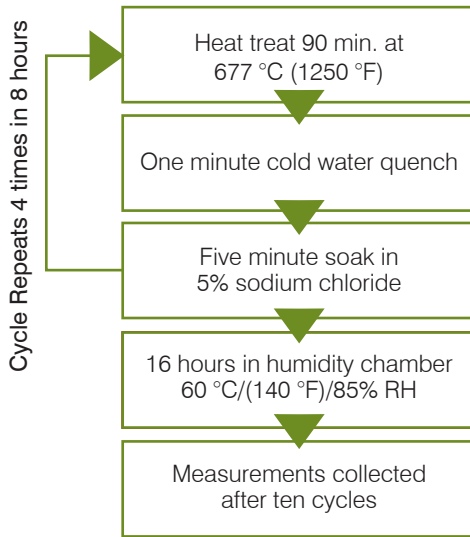 Cycle Repeats 4 times in 8 hours
Heat treat 90 min. at
677 °C (1250 °F)
One minute cold water quench
Five minute soak in
5% sodium chloride
16 hours in humidity chamber
60 °C/(140 °F)/85% RH
Measurements collected
after ten cycles